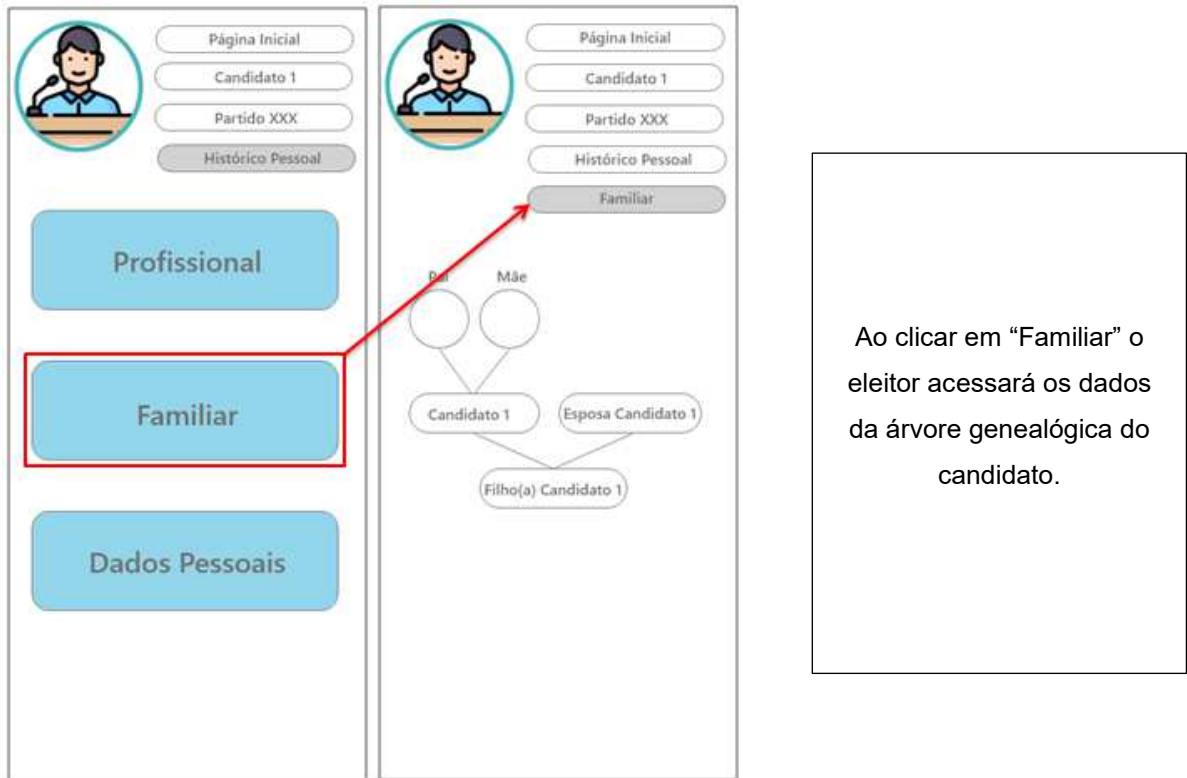 Página Inicial
Candidato 1
Partido XXX
Histórico Pessoal
Profissional
Familiar
Dados Pessoais
Página Inicial
Candidato 1
Partido XXX
Histórico Pessoal
Familiar
Pai
Mãe
Candidato 1
Esposa Candidato 1
Filho(a) Candidato 1
Ao clicar em “Familiar” o
eleitor acessará os dados
da árvore genealógica do
candidato.